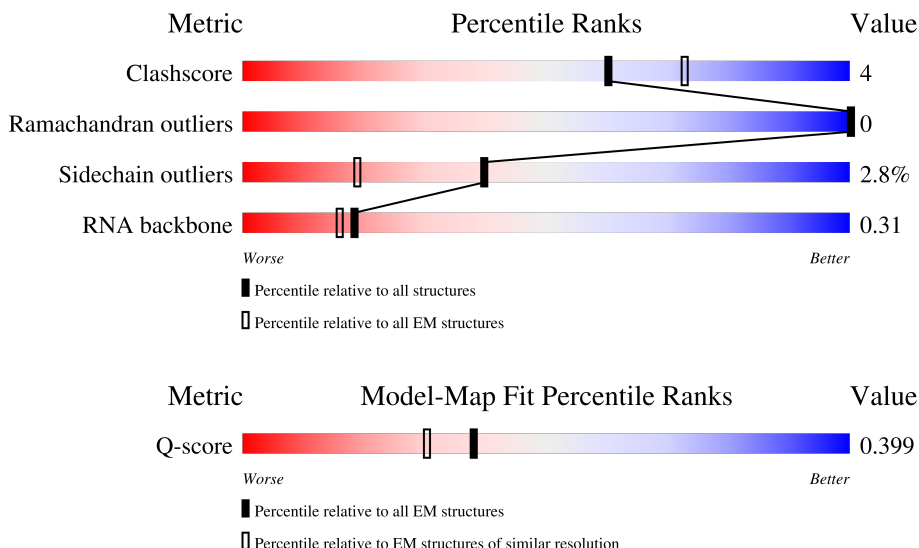 Metric Percentile Ranks Value
Clashscore 4
Ramachandran outliers 0
Sidechain outliers 2.8%
RNA backbone 0.31
Worse Better
Percentile relative to all structures
Percentile relative to all EM structures
Metric Model-Map Fit Percentile Ranks Value
Q-score 0.399
Worse Better
Percentile relative to all EM structures
Percentile relative to EM structures of similar resolution